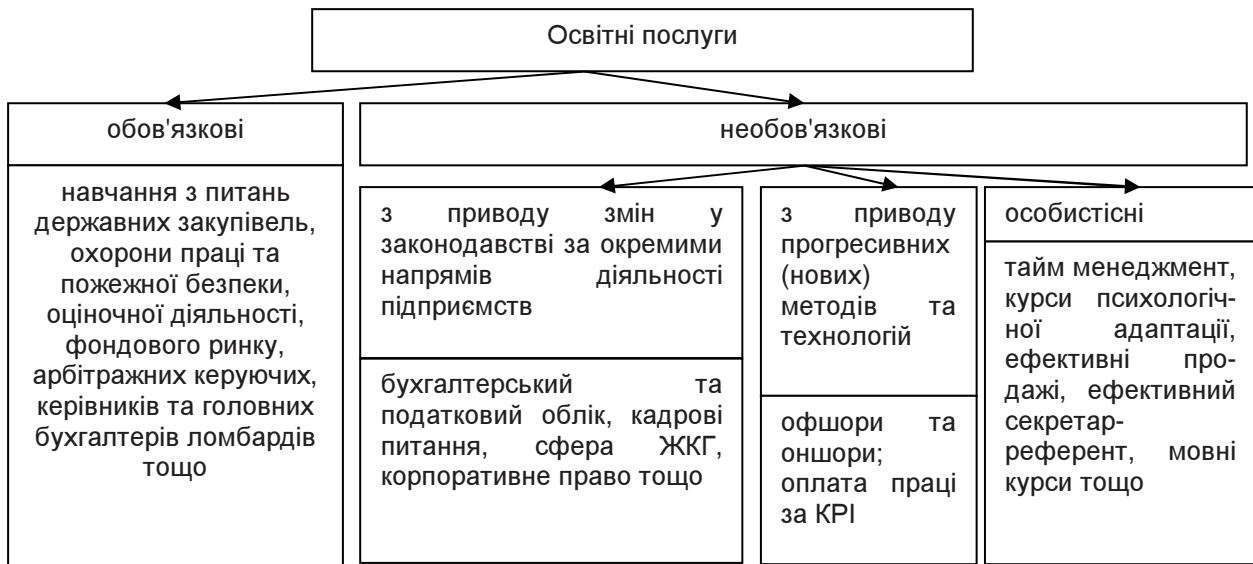 Освітні послуги
обов'язкові
необов'язкові
навчання з питань
державних закупівель,
охорони праці та
пожежної безпеки,
оціночної діяльності,
фондового ринку,
арбітражних керуючих,
керівників та головних
бухгалтерів ломбардів
тощо
з приводу змін у
законодавстві за окремими
напрямів діяльності
підприємств
бухгалтерський та
податковий облік, кадрові
питання, сфера ЖКГ,
корпоративне право тощо
з приводу
прогресивних
(нових)
методів та
технологій
офшори та
оншори;
оплата праці
за КРІ
особистісні
тайм менеджмент,
курси психологіч-
ної адаптації,
ефективні про-
дажі, ефективний
секретар-
референт, мовні
курси тощо